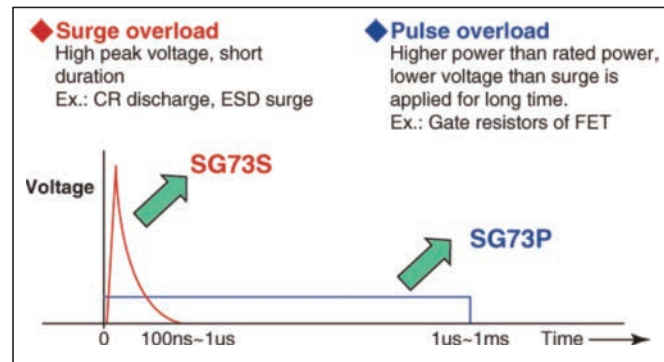 Surge overload
High peak voltage, short
duration
Ex.: CR discharge, ESD surge
Pulse overload
Higher power than rated power,
lower voltage than surge is
applied for long time.
Ex.: Gate resistors of FET
SG73S
Voltage
SG73P
0 100ns~1us 1us~1ms Time